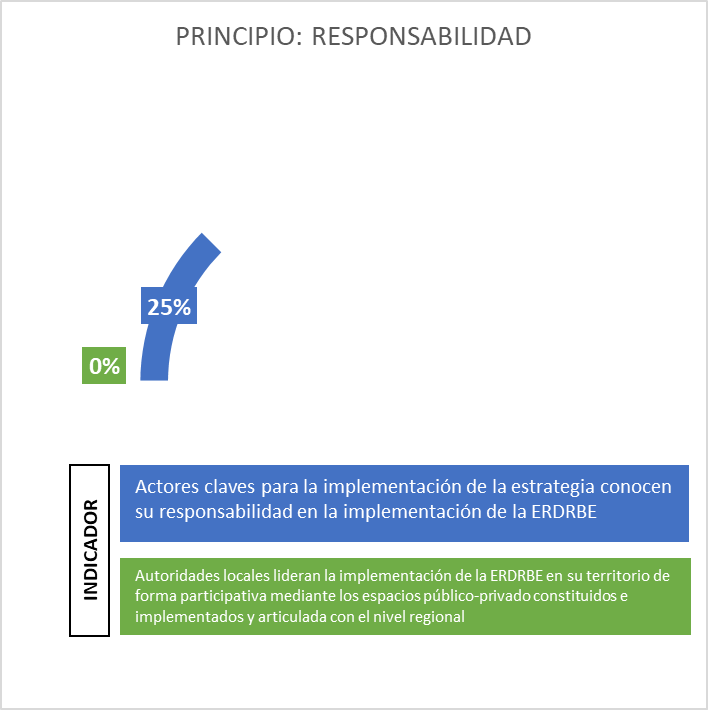 PRINCIPIO: RESPONSABILIDAD
25%
0%
INDICADOR
Actores claves para la implementación de la estrategia conocen
su responsabilidad en la implementación de la ERDRBE
Autoridades locales lideran la implementación de la ERDRBE en su territorio de
forma participativa mediante los espacios público-privado constituidos e
implementados y articulada con el nivel regional